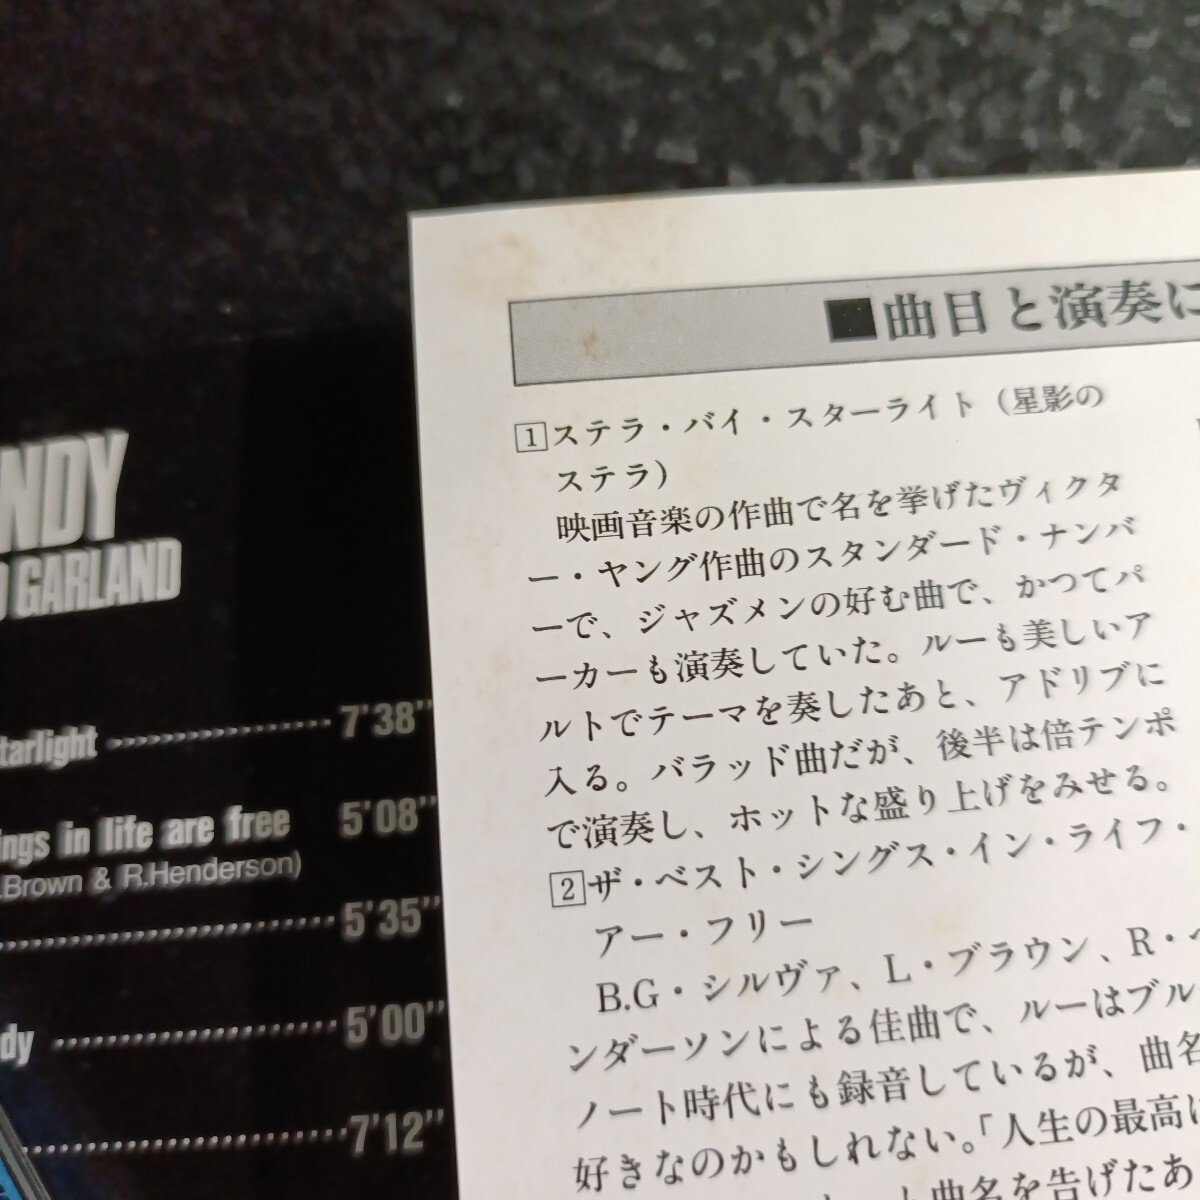 NDY
GARLAND
tarlight 7'38"
ings in life are free 5'08"
.Brown & R.Henderson)
5'35"
dy 5'00"
7'12"
■曲目と演奏に
1 ステラ・バイ・スターライト（星影の
ステラ）
映画音楽の作曲で名を挙げたヴィクタ
ー・ヤング作曲のスタンダード・ナンバ
ーで、ジャズメンの好む曲で、かつてパ
ーカーも演奏していた。ルーも美しいア
ルトでテーマを奏したあと、アドリブに
入る。バラッド曲だが、後半は倍テンポ
で演奏し、ホットな盛り上げをみせる。
2 ザ・ベスト・シングス・イン・ライフ・
アー・フリー
B.G・シルヴァ、L・ブラウン、R・ヘ
ンダーソンによる佳曲で、ルーはブル
ノート時代にも録音しているが、曲名
好きなのかもしれない。「人生の最高に
曲名を告げたあ